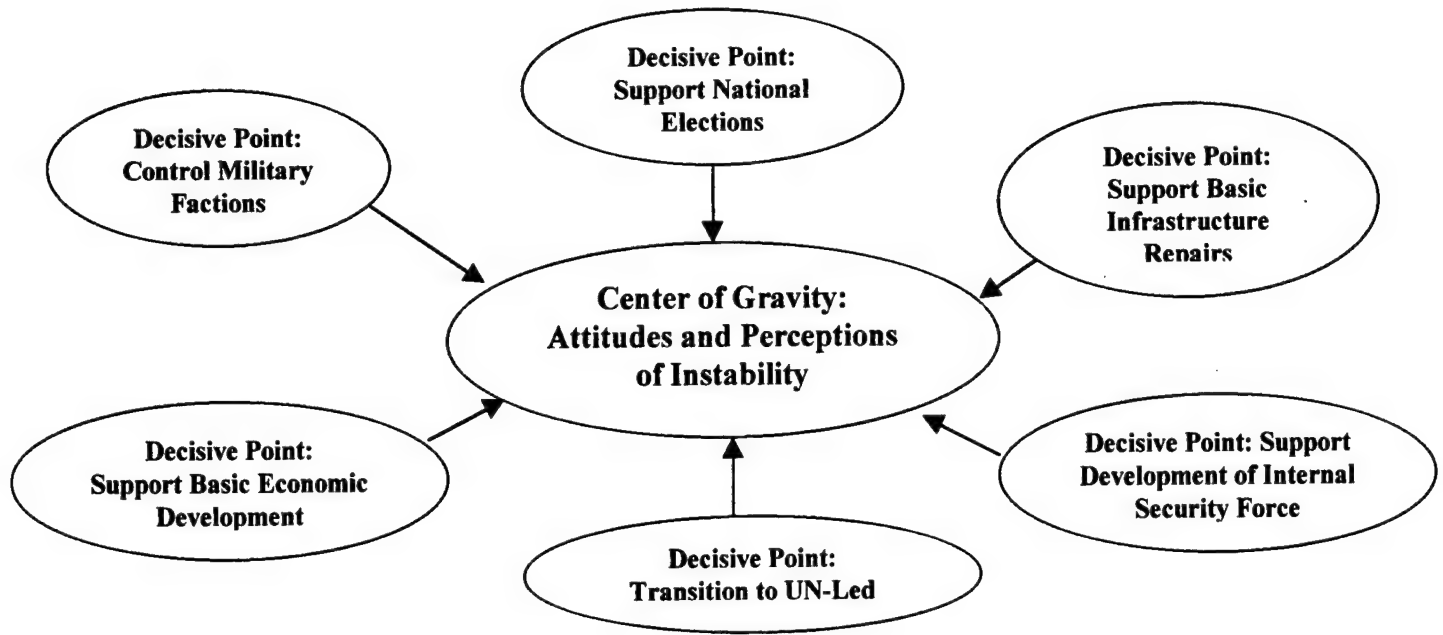 Decisive Point:
Support National
Elections
Decisive Point:
Control Military
Factions
Decisive Point:
Support Basic
Infrastructure
Renairs
Center of Gravity:
Attitudes and Perceptions
of Instability
Decisive Point:
Support Basic Economic
Development
Decisive Point: Support
Development of Internal
Security Force
Decisive Point:
Transition to UN-Led